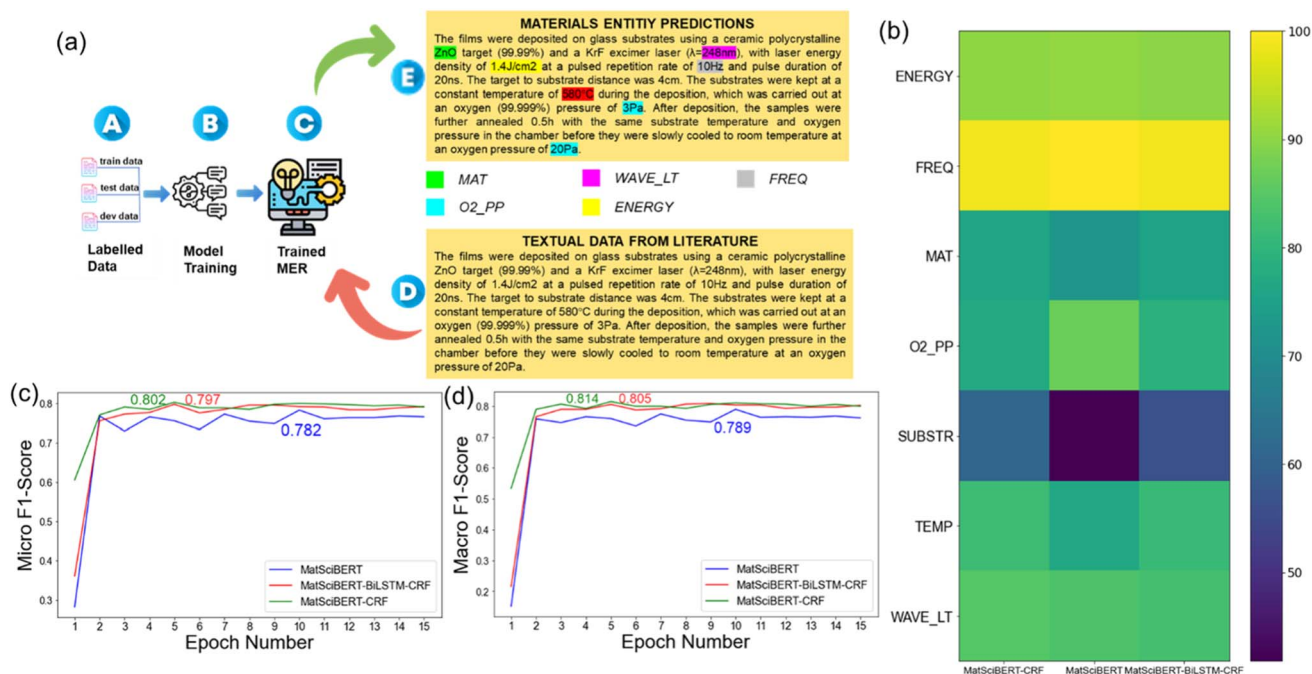 (a)
A
B
C
train data
test data
dev data
Labelled
Data
Model
Training
Trained
MER
E
MATERIALS ENTITIY PREDICTIONS
The films were deposited on glass substrates using a ceramic polycrystalline
ZnO target (99.99%) and a KrF excimer laser (λ=248nm), with laser energy
density of 1.4J/cm2 at a pulsed repetition rate of 10Hz and pulse duration of
20ns. The target to substrate distance was 4cm. The substrates were kept at a
constant temperature of 580°C during the deposition, which was carried out at
an oxygen (99.999%) pressure of 3Pa. After deposition, the samples were
further annealed 0.5h with the same substrate temperature and oxygen
pressure in the chamber before they were slowly cooled to room temperature at
an oxygen pressure of 20Pa.
MAT
WAVE_LT
FREQ
O2_PP
ENERGY
D
TEXTUAL DATA FROM LITERATURE
The films were deposited on glass substrates using a ceramic polycrystalline
ZnO target (99.99%) and a KrF excimer laser (λ=248nm), with laser energy
density of 1.4J/cm2 at a pulsed repetition rate of 10Hz and pulse duration of
20ns. The target to substrate distance was 4cm. The substrates were kept at a
constant temperature of 580°C during the deposition, which was carried out at an
oxygen (99.999%) pressure of 3Pa. After deposition, the samples were further
annealed 0.5h with the same substrate temperature and oxygen pressure in the
chamber before they were slowly cooled to room temperature at an oxygen
pressure of 20Pa.
(b)
ENERGY
FREQ
MAT
O2_PP
SUBSTR
TEMP
WAVE_LT
MatSciBERT-CRF
MatSciBERT
MatSciBERT-BiLSTM-CRF
100
90
80
70
60
50
(c)
0.802
0.797
0.782
Micro F1-Score
0.8
0.7
0.6
0.5
0.4
0.3
MatSciBERT
MatSciBERT-BiLSTM-CRF
MatSciBERT-CRF
1 2 3 4 5 6 7 8 9 10 11 12 13 14 15
Epoch Number
(d)
0.814
0.805
0.789
Macro F1-Score
0.8
0.7
0.6
0.5
0.4
0.3
0.2
MatSciBERT
MatSciBERT-BiLSTM-CRF
MatSciBERT-CRF
1 2 3 4 5 6 7 8 9 10 11 12 13 14 15
Epoch Number